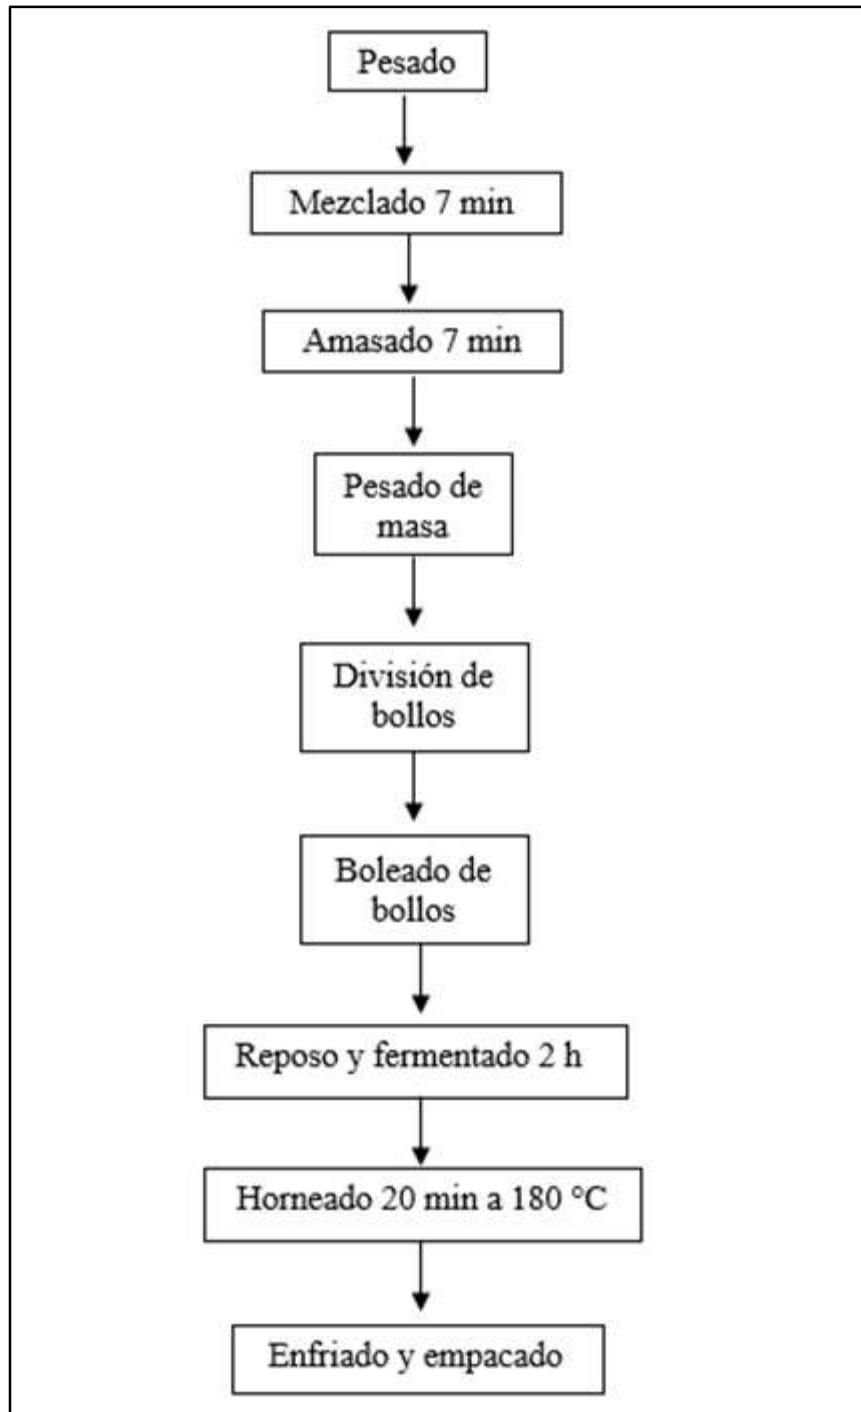 Pesado
Mezclado 7 min
Amasado 7 min
Pesado de
masa
División de
bollos
Boleado de
bollos
Reposo y fermentado 2 h
Horneado 20 min a 180 °C
Enfriado y empacado